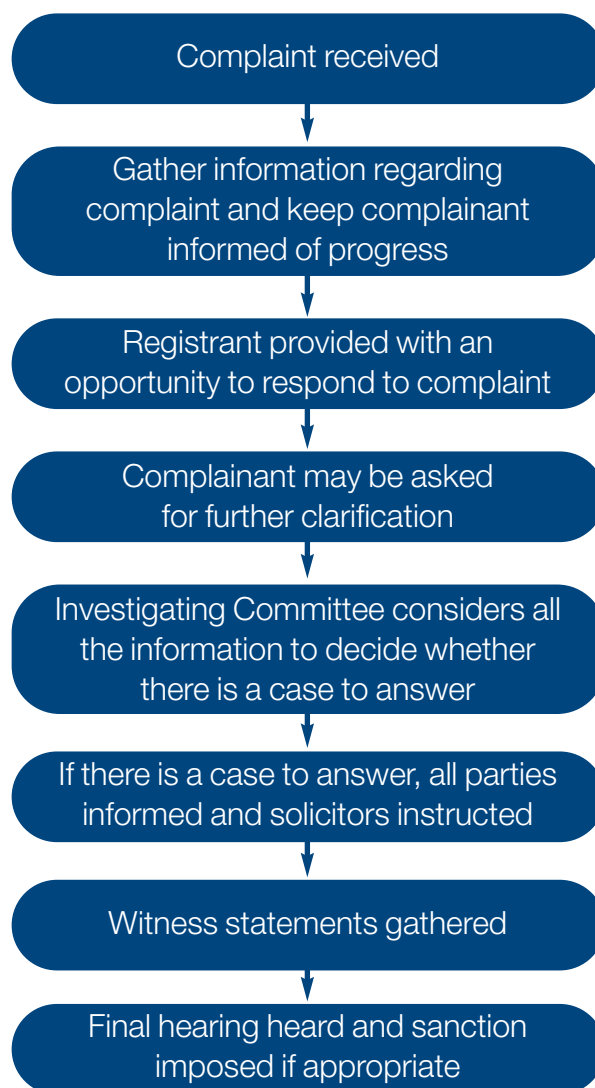 Complaint received
Gather information regarding
complaint and keep complainant
informed of progress
Registrant provided with an
opportunity to respond to complaint
Complainant may be asked
for further clarification
Investigating Committee considers all
the information to decide whether
there is a case to answer
If there is a case to answer, all parties
informed and solicitors instructed
Witness statements gathered
Final hearing heard and sanction
imposed if appropriate